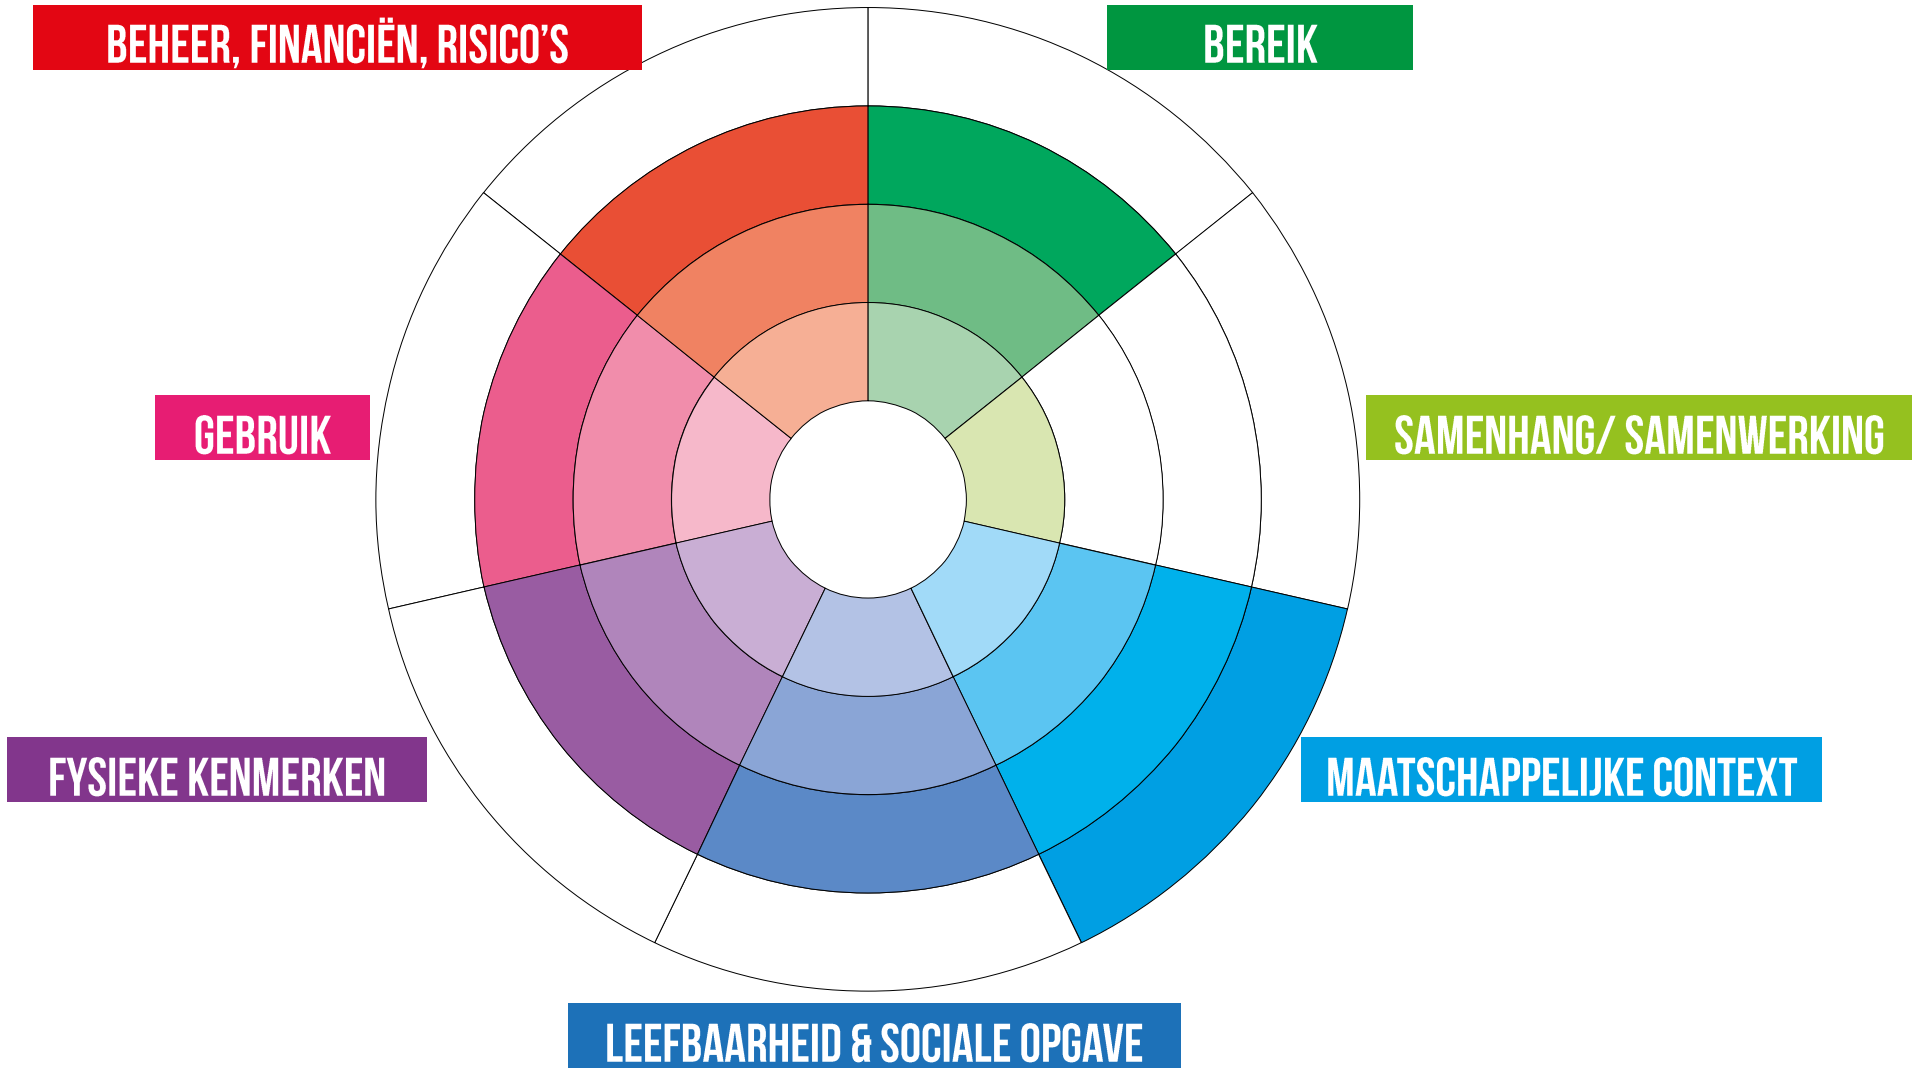 BEHEER, FINANCIËN, RISICO’S
BEREIK
GEBRUIK
SAMENHANG/ SAMENWERKING
FYSIEKE KENMERKEN
MAATSCHAPPELIJKE CONTEXT
LEEFBAARHEID & SOCIALE OPGAVE